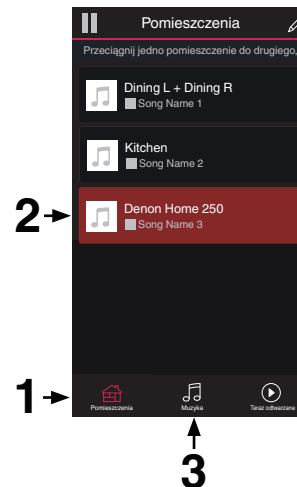 Pomieszczenia
Przeciągnij jedno pomieszczenie do drugiego,
Dining L + Dining R
Song Name 1
Kitchen
Song Name 2
2
Denon Home 250
Song Name 3
1
Pomieszczenia
Muzyka
Teraz odtwarzane
3